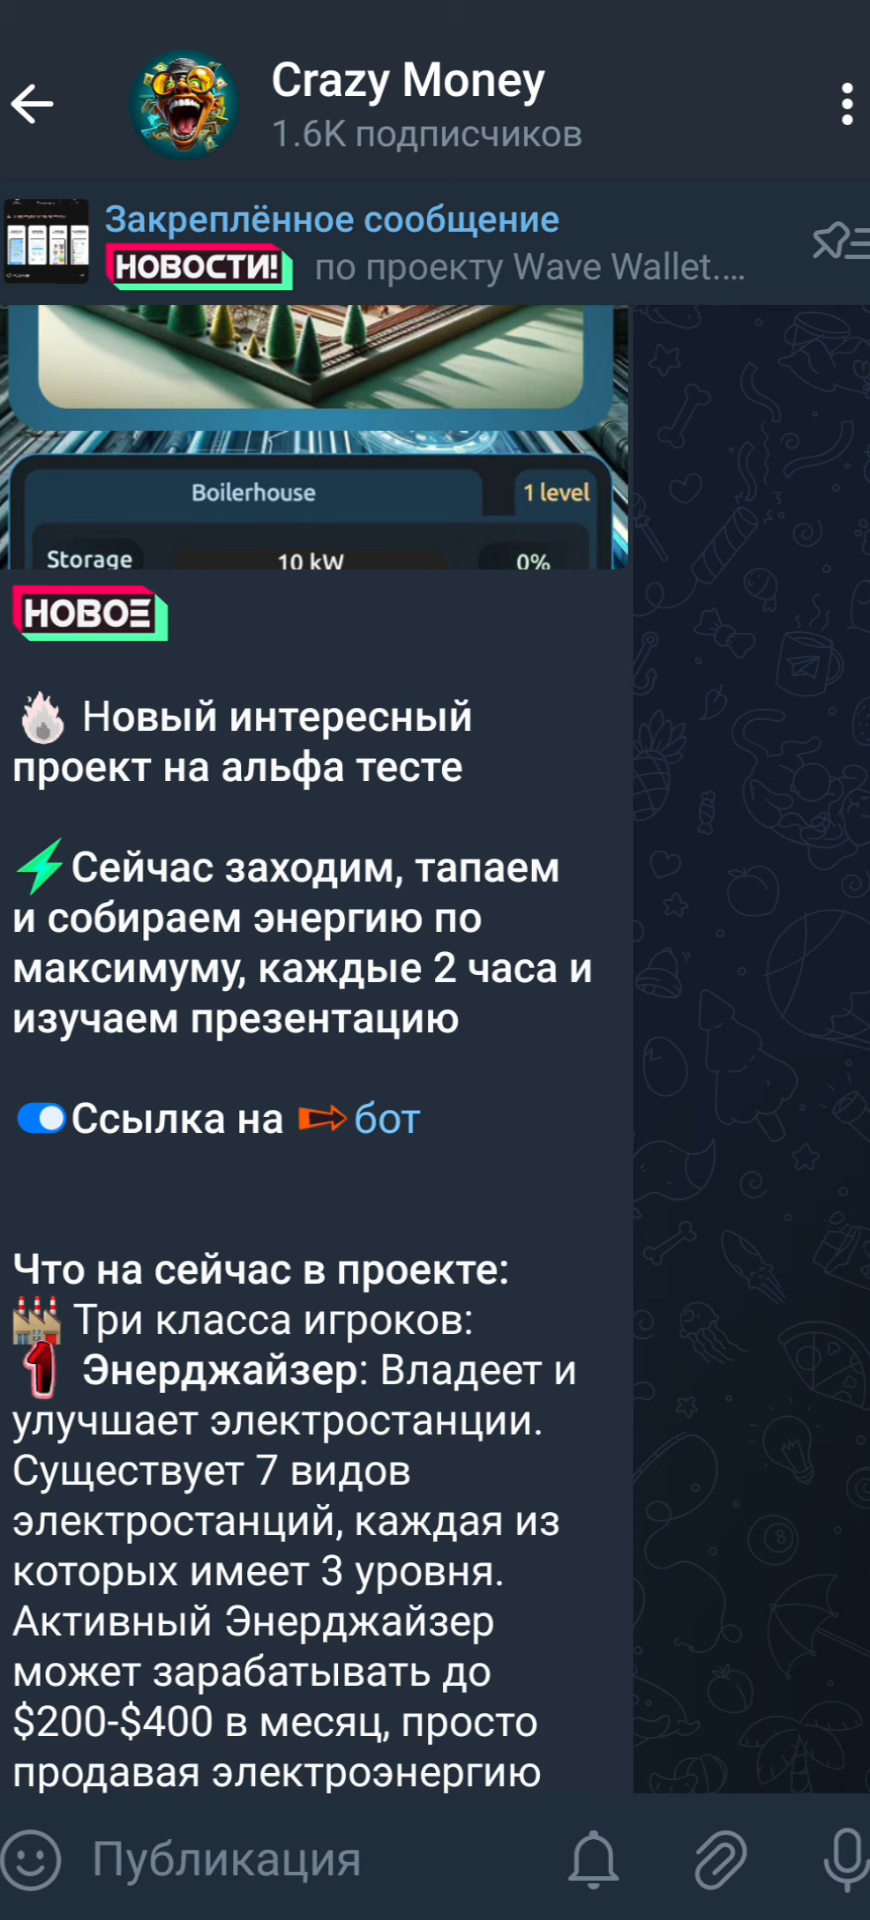 Crazy Money
1.6K подписчиков
Закреплённое сообщение
НОВОСТИ! по проекту Wave Wallet....
Boilerhouse 1 level
Storage 10 kW 0%
НОВОЕ
Новый интересный
проект на альфа тесте
Сейчас заходим, тапаем
и собираем энергию по
максимуму, каждые 2 часа и
изучаем презентацию
Ссылка на бот
Что на сейчас в проекте:
Три класса игроков:
1 Энерджайзер: Владеет и
улучшает электростанции.
Существует 7 видов
электростанций, каждая из
которых имеет 3 уровня.
Активный Энерджайзер
может зарабатывать до
$200-$400 в месяц, просто
продавая электроэнергию
Публикация